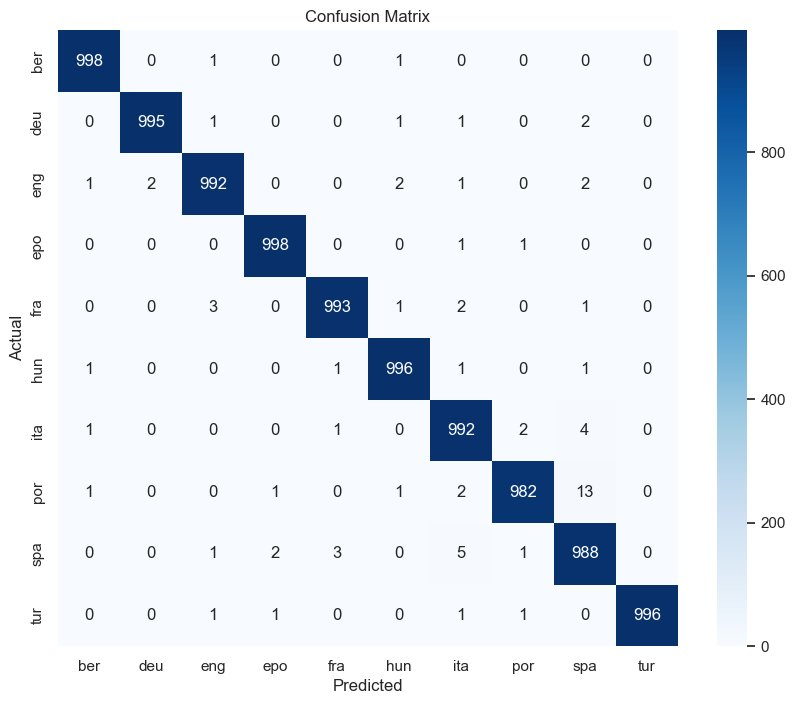 Confusion Matrix
ber 998 0 1 0 0 1 0 0 0 0
deu 0 995 1 0 0 1 1 0 2 0
eng 1 2 992 0 0 2 1 0 2 0
epo 0 0 0 998 0 0 1 1 0 0
fra 0 0 3 0 993 1 2 0 1 0
hun 1 0 0 0 1 996 1 0 1 0
ita 1 0 0 0 1 0 992 2 4 0
por 1 0 0 1 0 1 2 982 13 0
spa 0 0 1 2 3 0 5 1 988 0
tur 0 0 1 1 0 0 1 1 0 996
ber deu eng epo fra hun ita por spa tur
Predicted
Actual
800
600
400
200
0